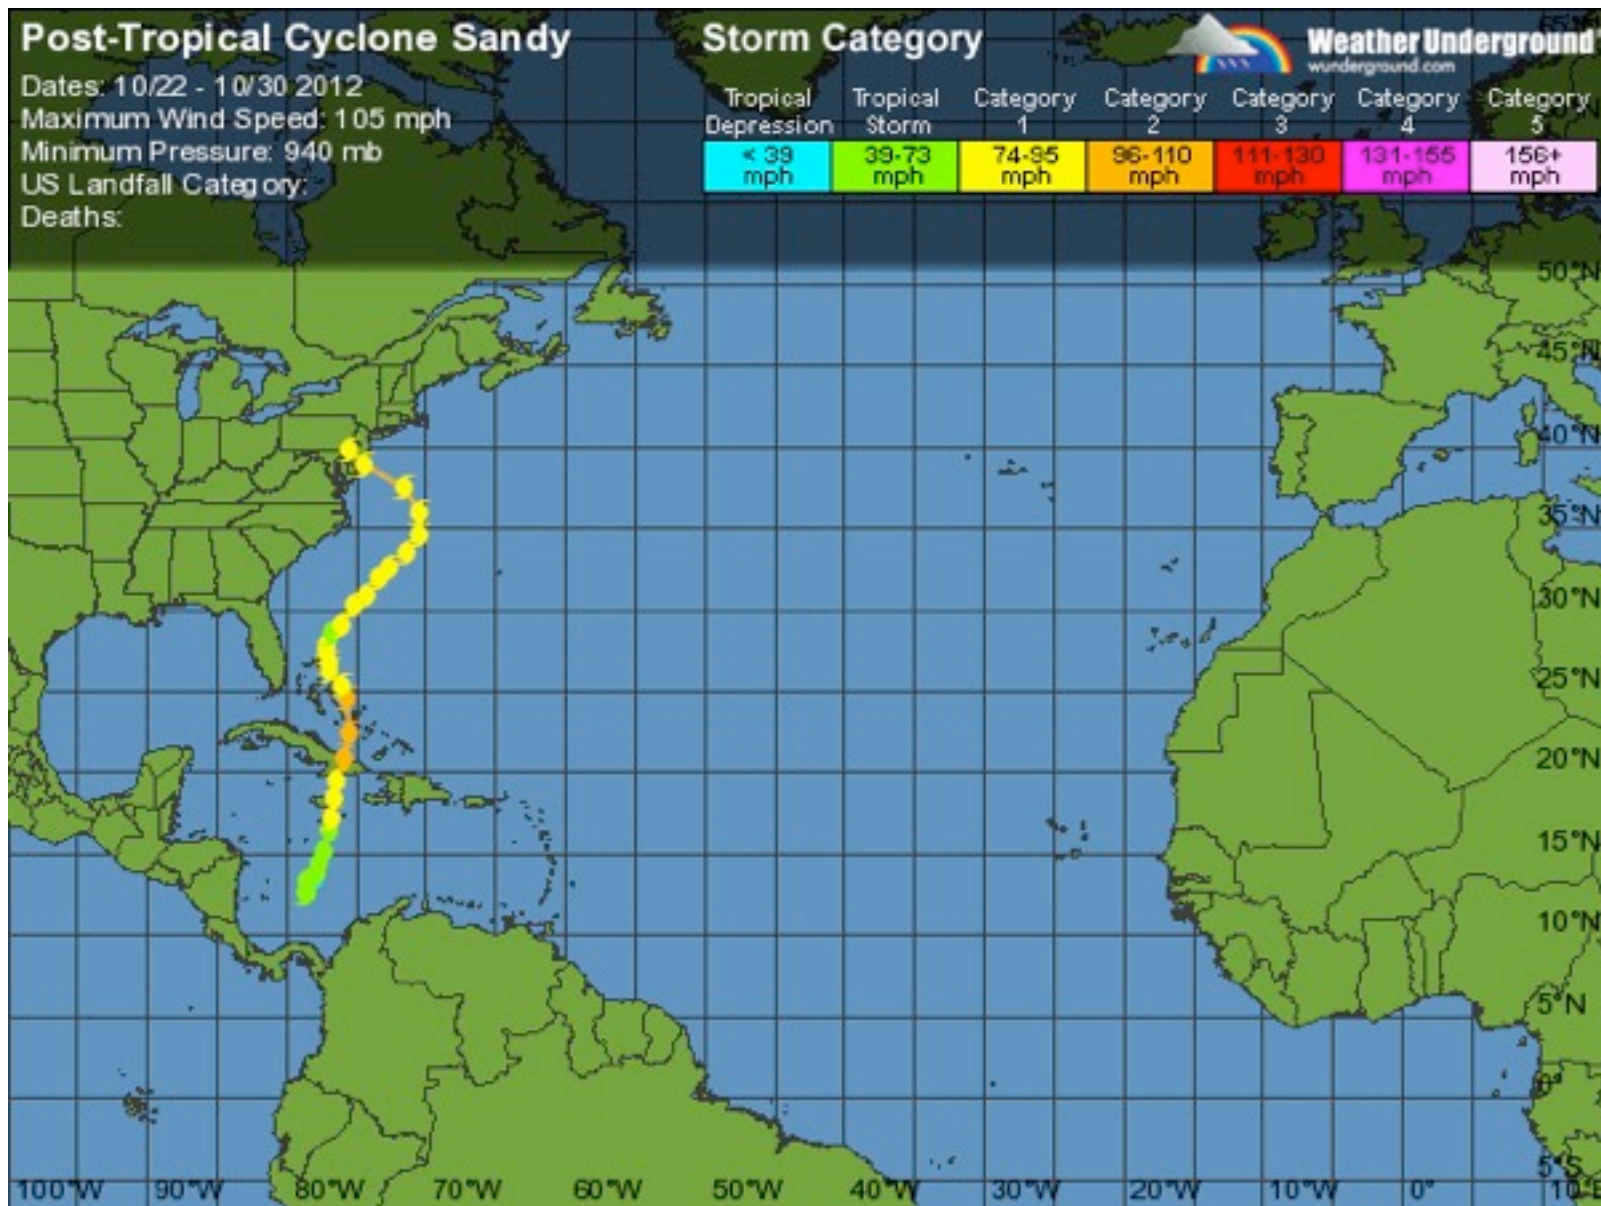 Post-Tropical Cyclone Sandy
Dates: 10/22 - 10/30 2012
Maximum Wind Speed: 105 mph
Minimum Pressure: 940 mb
US Landfall Category:
Deaths:
Storm Category
Weather Underground
wunderground.com
Tropical Depression
< 39 mph
Tropical Storm
39-73 mph
Category 1
74-95 mph
Category 2
96-110 mph
Category 3
111-130 mph
Category 4
131-155 mph
Category 5
156+ mph
65°N
50°N
45°N
40°N
35°N
30°N
25°N
20°N
15°N
10°N
5°N
0°
5°S
100°W 90°W 80°W 70°W 60°W 50°W 40°W 30°W 20°W 10°W 0° 10°E